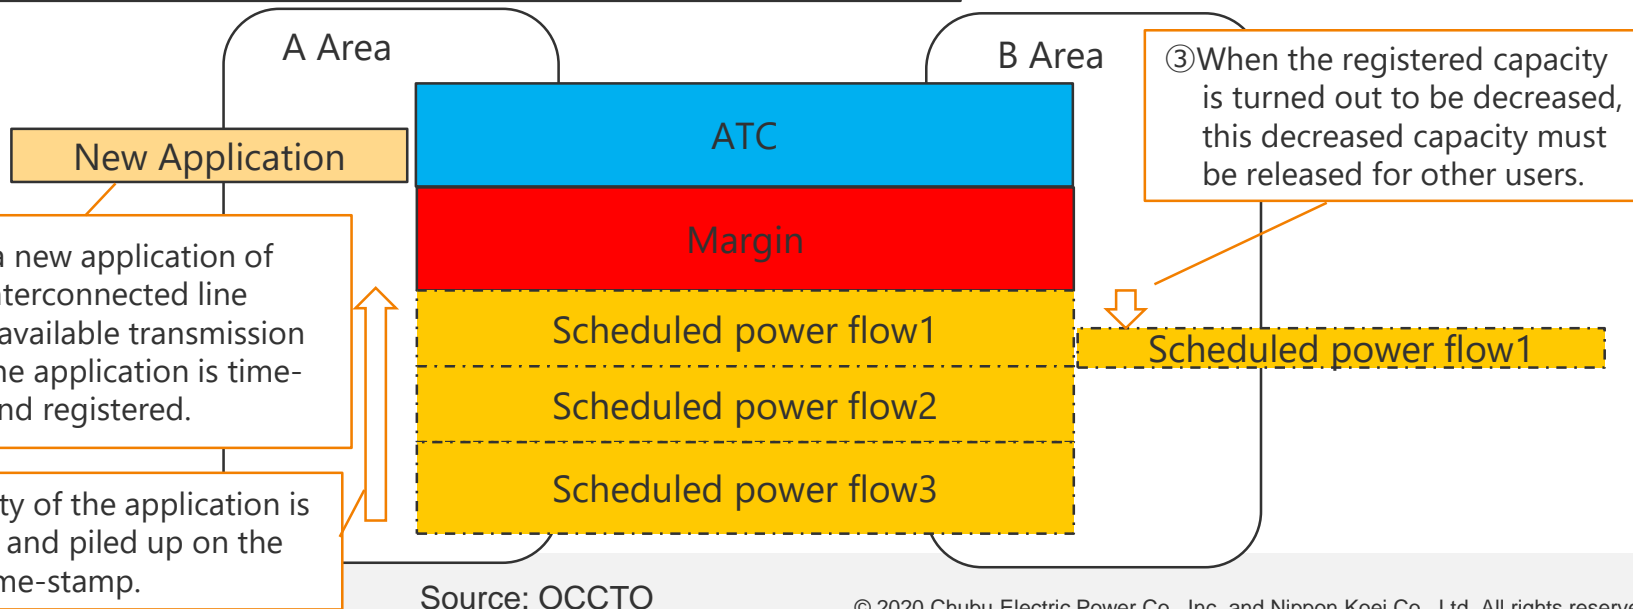 A Area
B Area
③When the registered capacity
is turned out to be decreased,
this decreased capacity must
be released for other users.
ATC
New Application
Margin
a new application of
nterconnected line
available transmission
ne application is time-
nd registered.
Scheduled power flow1
Scheduled power flow1
Scheduled power flow2
Scheduled power flow3
ty of the application is
and piled up on the
me-stamp.
Source: OCCTO
© 2020 Chubu Electric Power Co., Inc. and Nippon Koei Co., Ltd. All rights reserve